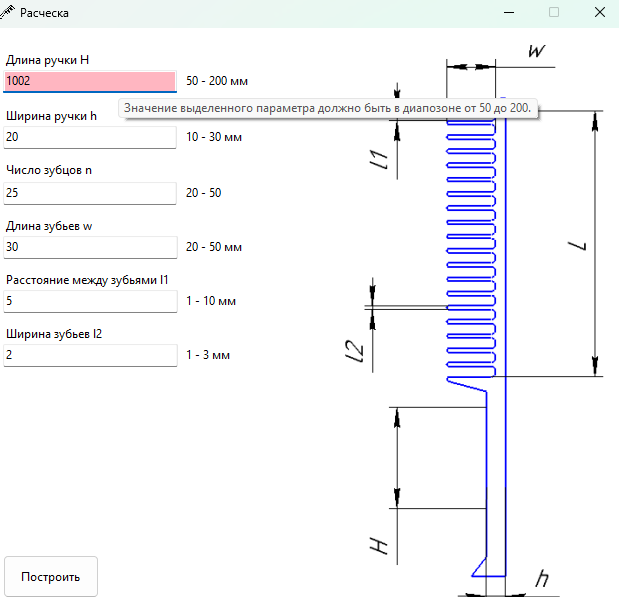 Расческа
Длина ручки H
1002
50 - 200 мм
Значение выделенного параметра должно быть в диапозоне от 50 до 200.
Ширина ручки h
20
10 - 30 мм
Число зубцов n
25
20 - 50
Длина зубьев w
30
20 - 50 мм
Расстояние между зубьями l1
5
1 - 10 мм
Ширина зубьев l2
2
1 - 3 мм
Построить
w
l1
L
l2
H
h